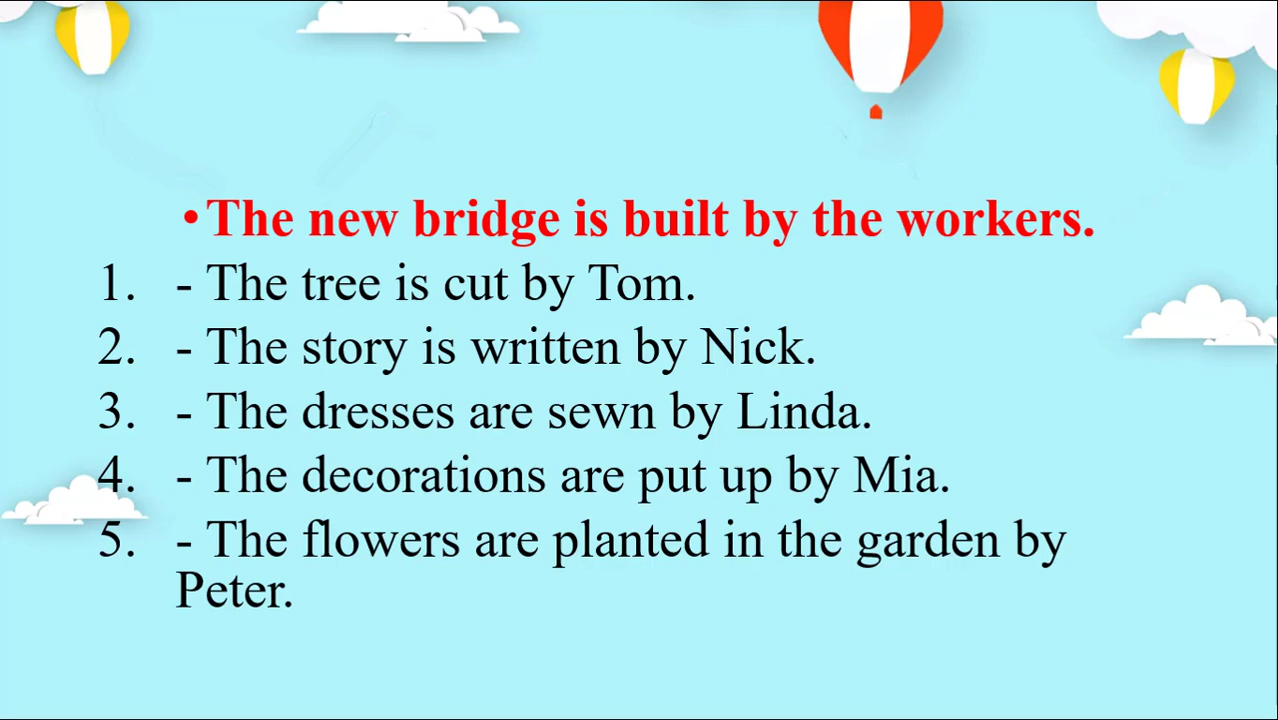 •The new bridge is built by the workers.
1. - The tree is cut by Tom.
2. - The story is written by Nick.
3. - The dresses are sewn by Linda.
4. - The decorations are put up by Mia.
5. - The flowers are planted in the garden by
Peter.